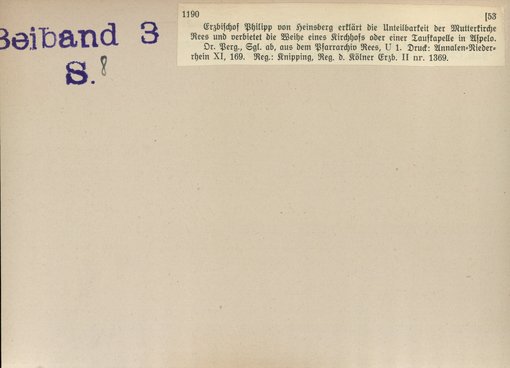 Beiband 3
S. 8
1190 [53
Erzbischof Philipp von Heinsberg erklärt die Unteilbarkeit der Mutterkirche
Rees und verbietet die Weihe eines Kirchhofs oder einer Taufkapelle in Aspelo.
Or. Perg., Sgl. ab, aus dem Pfarrarchiv Rees, U 1. Druck: Annalen-Nieder-
rhein XI, 169. Reg.: Knipping, Reg. d. Kölner Erzb. II nr. 1369.